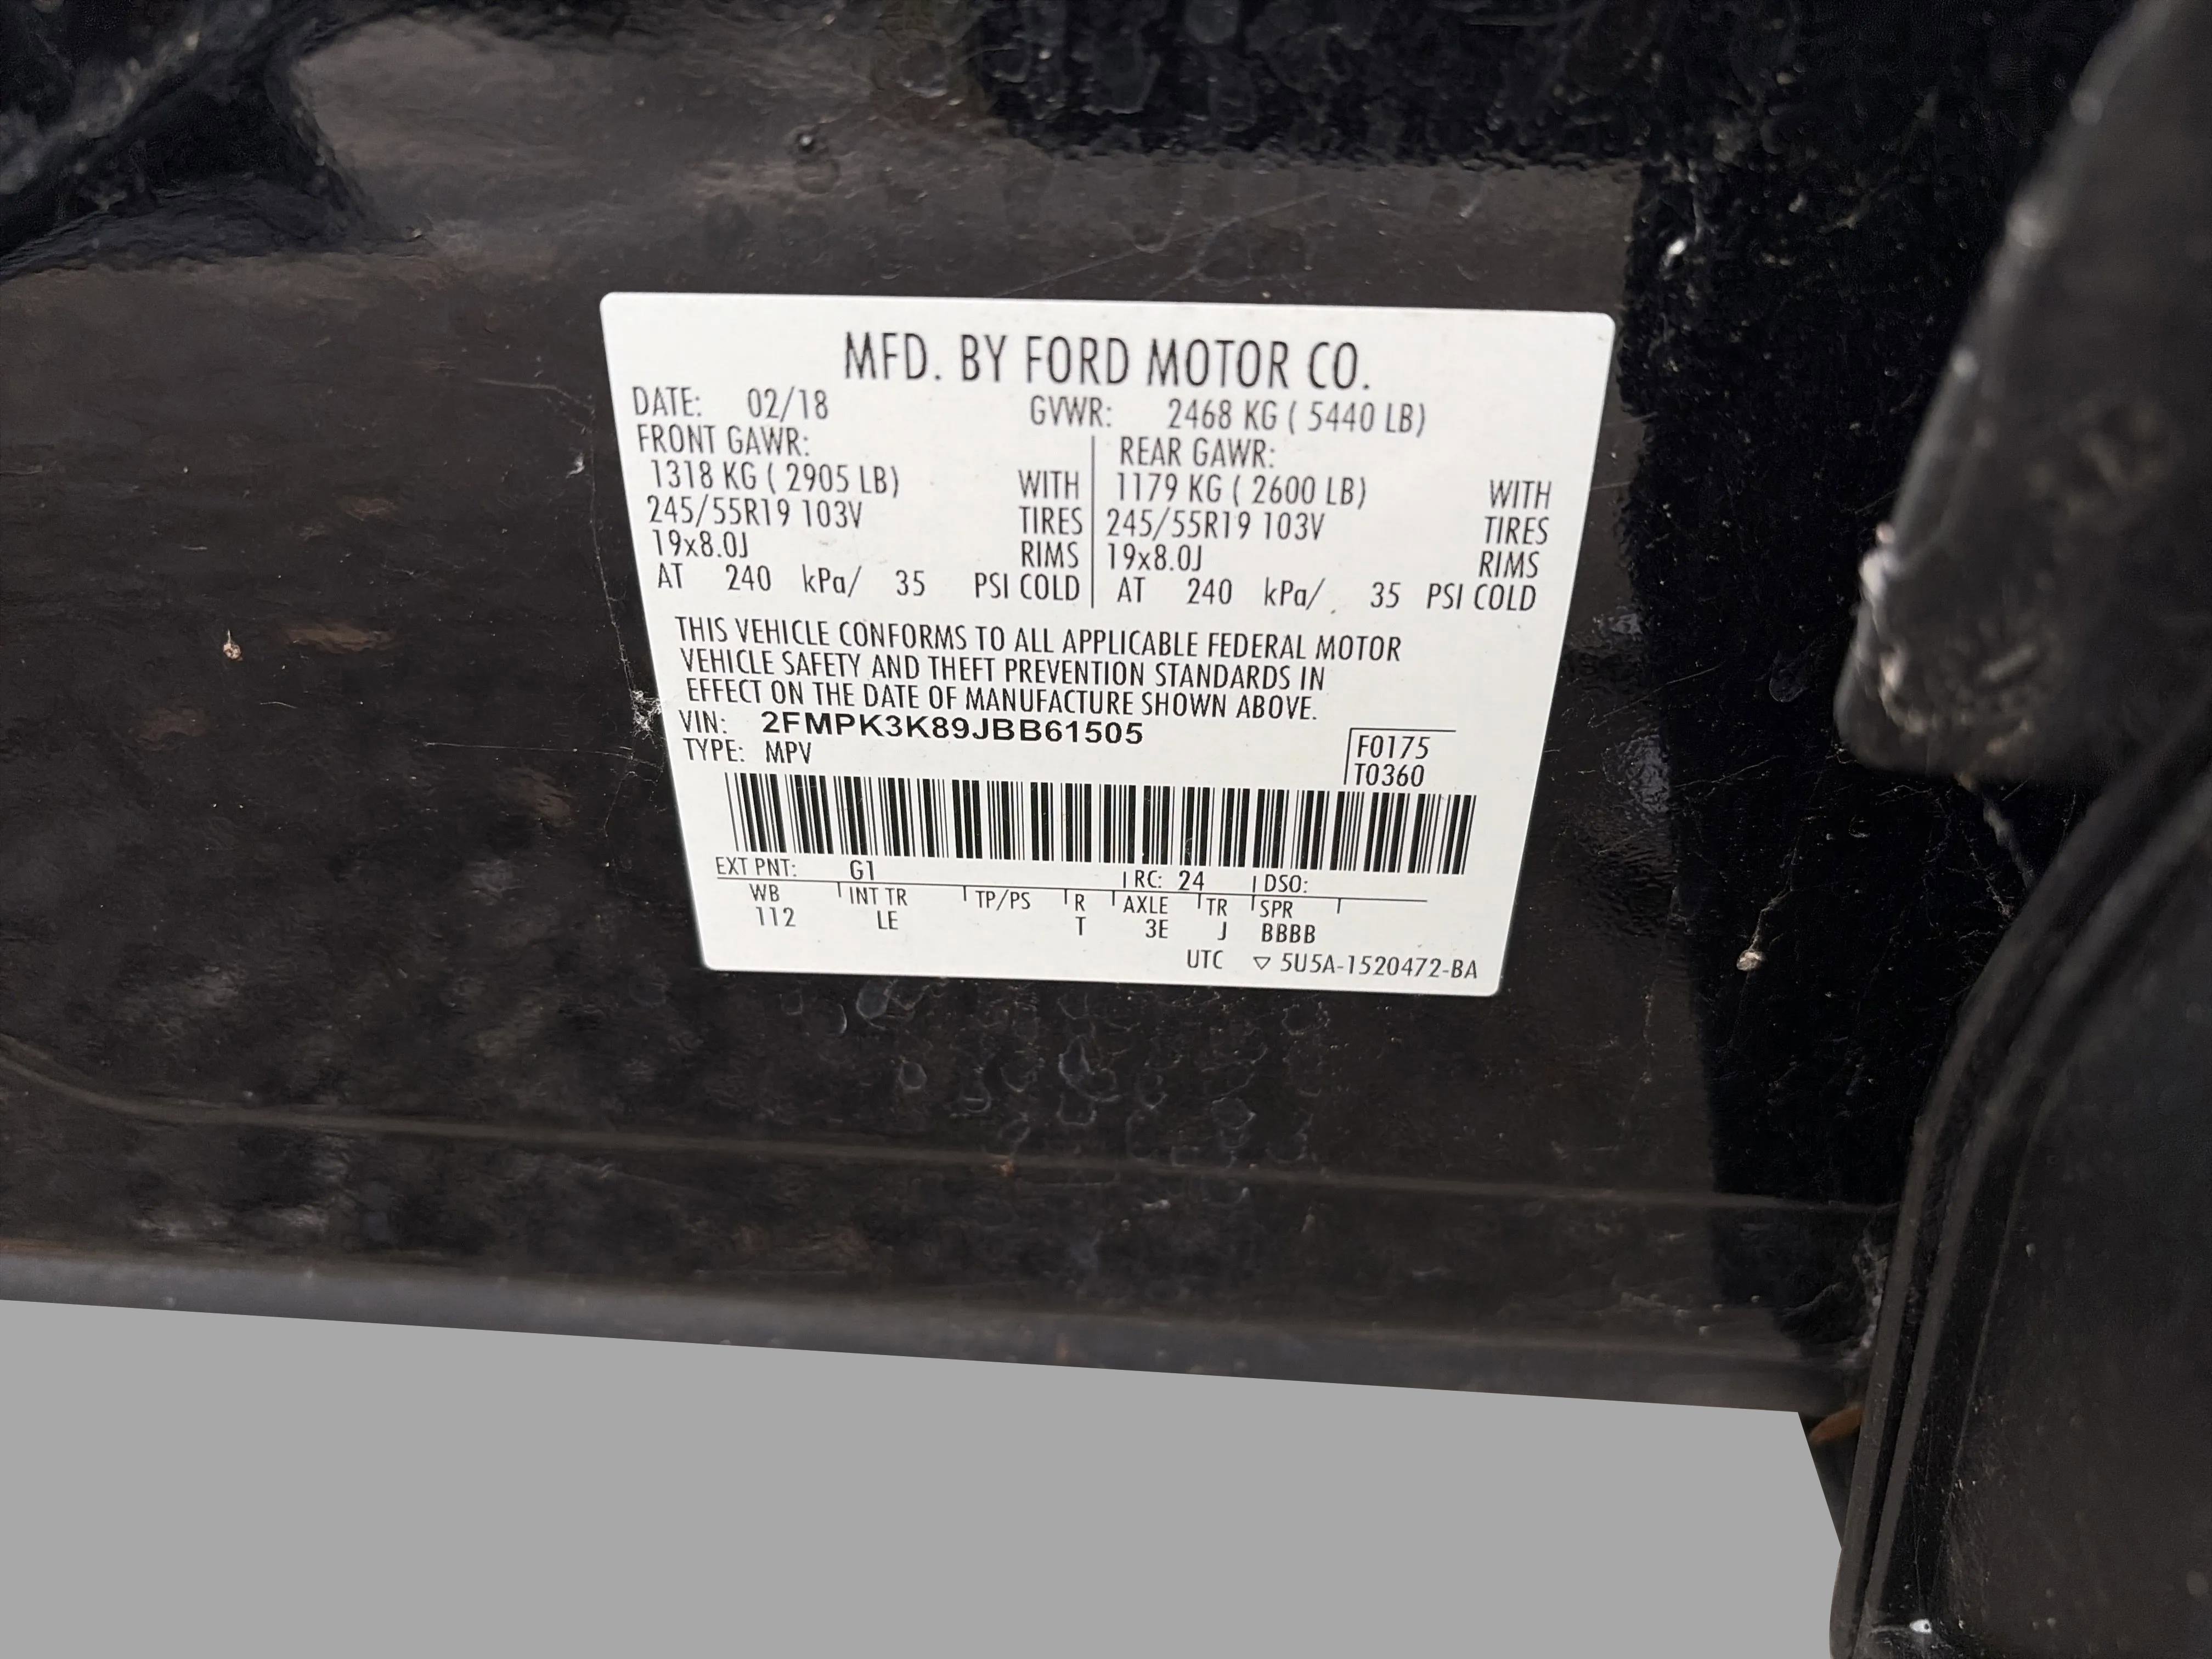 MFD. BY FORD MOTOR CO.
DATE: 02/18 GVWR: 2468 KG ( 5440 LB)
FRONT GAWR: REAR GAWR:
1318 KG ( 2905 LB) WITH 1179 KG ( 2600 LB) WITH
245/55R19 103V TIRES 245/55R19 103V TIRES
19x8.0J RIMS 19x8.0J RIMS
AT 240 kPa/ 35 PSI COLD AT 240 kPa/ 35 PSI COLD
THIS VEHICLE CONFORMS TO ALL APPLICABLE FEDERAL MOTOR
VEHICLE SAFETY AND THEFT PREVENTION STANDARDS IN
EFFECT ON THE DATE OF MANUFACTURE SHOWN ABOVE.
VIN: 2FMPK3K89JBB61505
TYPE: MPV
F0175
T0360
EXT PNT: G1 RC: 24 DSO:
WB INT TR TP/PS R AXLE TR SPR
112 LE T 3E J BBBB
UTC ▽ 5U5A-1520472-BA